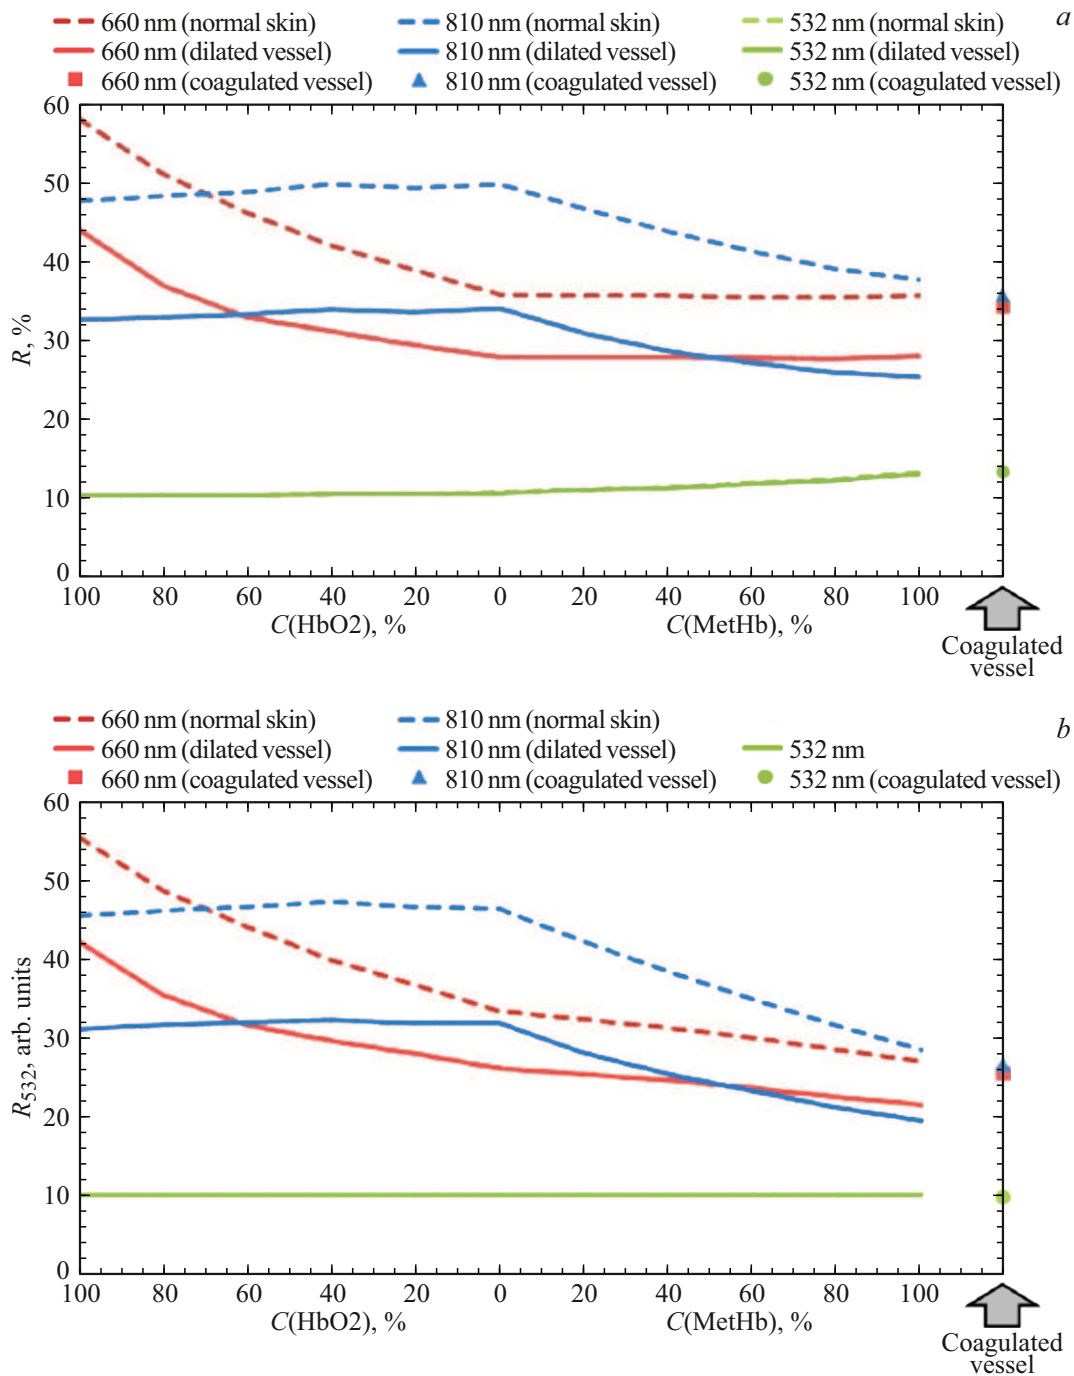 660 nm (normal skin) 810 nm (normal skin) 532 nm (normal skin) a
660 nm (dilated vessel) 810 nm (dilated vessel) 532 nm (dilated vessel)
660 nm (coagulated vessel) 810 nm (coagulated vessel) 532 nm (coagulated vessel)
60
50
40
30
20
10
0
R, %
100 80 60 40 20 0 20 40 60 80 100
C(HbO2), % C(MetHb), %
Coagulated
vessel
660 nm (normal skin) 810 nm (normal skin) b
660 nm (dilated vessel) 810 nm (dilated vessel) 532 nm
660 nm (coagulated vessel) 810 nm (coagulated vessel) 532 nm (coagulated vessel)
60
50
40
30
20
10
0
R532, arb. units
100 80 60 40 20 0 20 40 60 80 100
C(HbO2), % C(MetHb), %
Coagulated
vessel